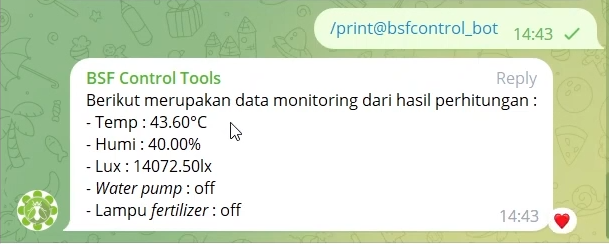 /print@bsfcontrol_bot 14:43
BSF Control Tools Reply
Berikut merupakan data monitoring dari hasil perhitungan :
- Temp : 43.60°C
- Humi : 40.00%
- Lux : 14072.50lx
- Water pump : off
- Lampu fertilizer : off
14:43